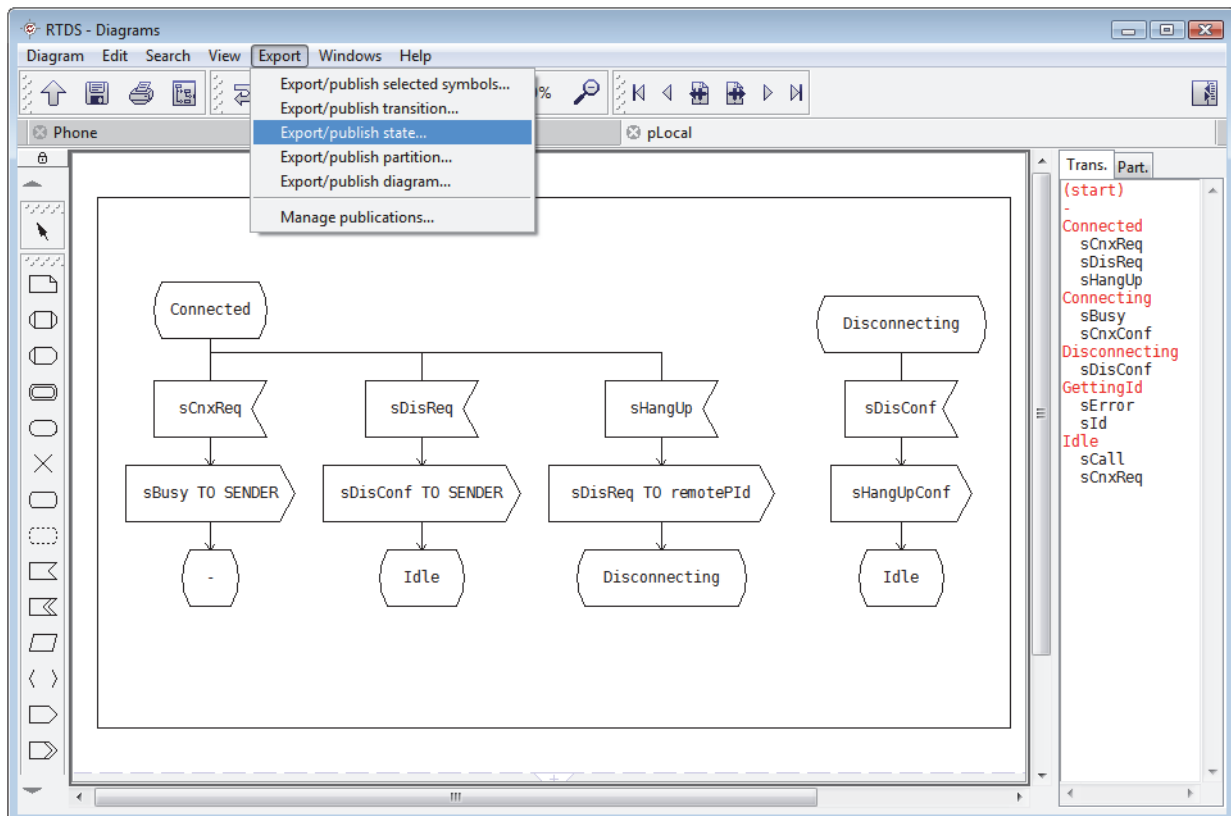 RTDS - Diagrams
Diagram Edit Search View Export Windows Help
Export/publish selected symbols...
Export/publish transition...
Export/publish state...
Export/publish partition...
Export/publish diagram...
Manage publications...
%
Phone
pLocal
Trans. Part.
(start)
-
Connected
sCnxReq
sDisReq
sHangUp
Connecting
sBusy
sCnxConf
Disconnecting
sDisConf
GettingId
sError
sId
Idle
sCall
sCnxReq
Connected
Disconnecting
sCnxReq
sDisReq
sHangUp
sDisConf
sBusy TO SENDER
sDisConf TO SENDER
sDisReq TO remotePId
sHangUpConf
-
Idle
Disconnecting
Idle